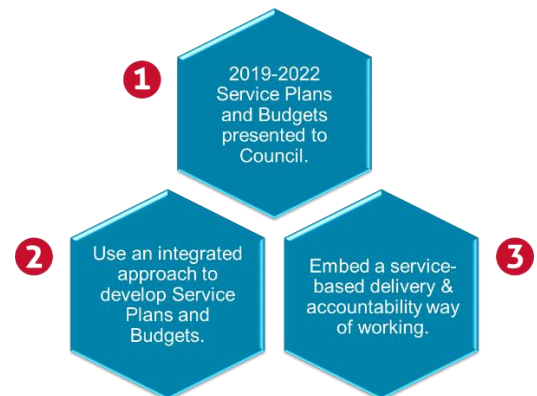 1
2019-2022
Service Plans
and Budgets
presented to
Council.
2
Use an integrated
approach to
develop Service
Plans and
Budgets.
Embed a service-
based delivery &
accountability way
of working.
3